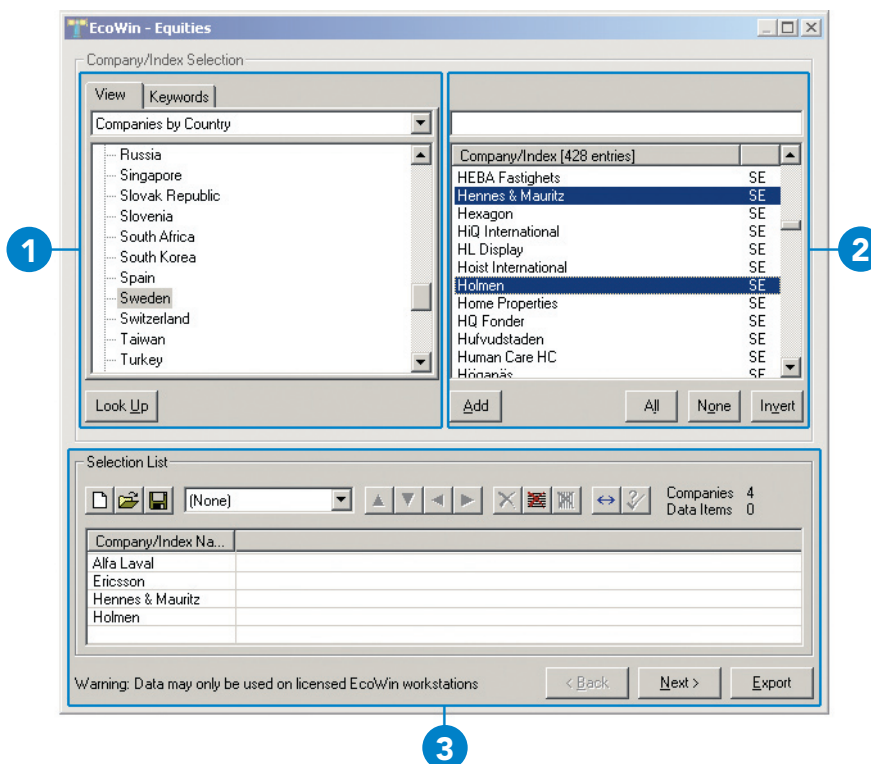 EcoWin - Equities
Company/Index Selection
View Keywords
Companies by Country
Russia
Singapore
Slovak Republic
Slovenia
South Africa
South Korea
Spain
Sweden
Switzerland
Taiwan
Turkey
Look Up
1
Company/Index [428 entries]
HEBA Fastighets SE
Hennes & Mauritz SE
Hexagon SE
HiQ International SE
HL Display SE
Hoist International SE
Holmen SE
Home Properties SE
HQ Fonder SE
Hufvudstaden SE
Human Care HC SE
Höganäs SE
Add All None Invert
2
Selection List
(None)
Companies 4
Data Items 0
Company/Index Na...
Alfa Laval
Ericsson
Hennes & Mauritz
Holmen
Warning: Data may only be used on licensed EcoWin workstations
< Back Next > Export
3